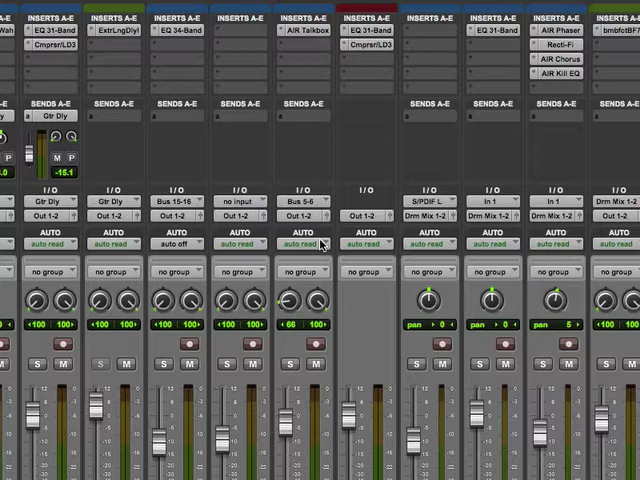 INSERTS A-E INSERTS A-E INSERTS A-E INSERTS A-E INSERTS A-E INSERTS A-E INSERTS A-E INSERTS A-E INSERTS A-E INSERTS A-E
Wah EQ 31-Band ExtrLngDlyI EQ 34-Band AIR Talkbox EQ 31-Band EQ 31-Band AIR Phaser bmbfctBF7
Cmprsr/LD3 Cmprsr/LD3 Recti-Fi
AIR Chorus
AIR Kill EQ
SENDS A-E SENDS A-E SENDS A-E SENDS A-E SENDS A-E SENDS A-E SENDS A-E SENDS A-E SENDS A-E SENDS A-E
a Gtr Dly a a a a a a a a a
P M P
-15.1
I/O I/O I/O I/O I/O I/O I/O I/O I/O I/O
Gtr Dly Gtr Dly Bus 15-16 no input Bus 5-6 S/PDIF L In 1 In 1 Drm Mix 1-2
Out 1-2 Out 1-2 Out 1-2 Out 1-2 Out 1-2 Out 1-2 Drm Mix 1-2 Drm Mix 1-2 Drm Mix 1-2 Out 1-2
AUTO AUTO AUTO AUTO AUTO AUTO AUTO AUTO AUTO AUTO
auto read auto read auto off auto read auto read auto read auto read auto read auto read auto read
no group no group no group no group no group no group no group no group no group no group
100 100 100 100 100 100 100 100 66 100 pan 0 pan 0 pan 5 100
S M S M S M S M S M S M S M S M S M S M